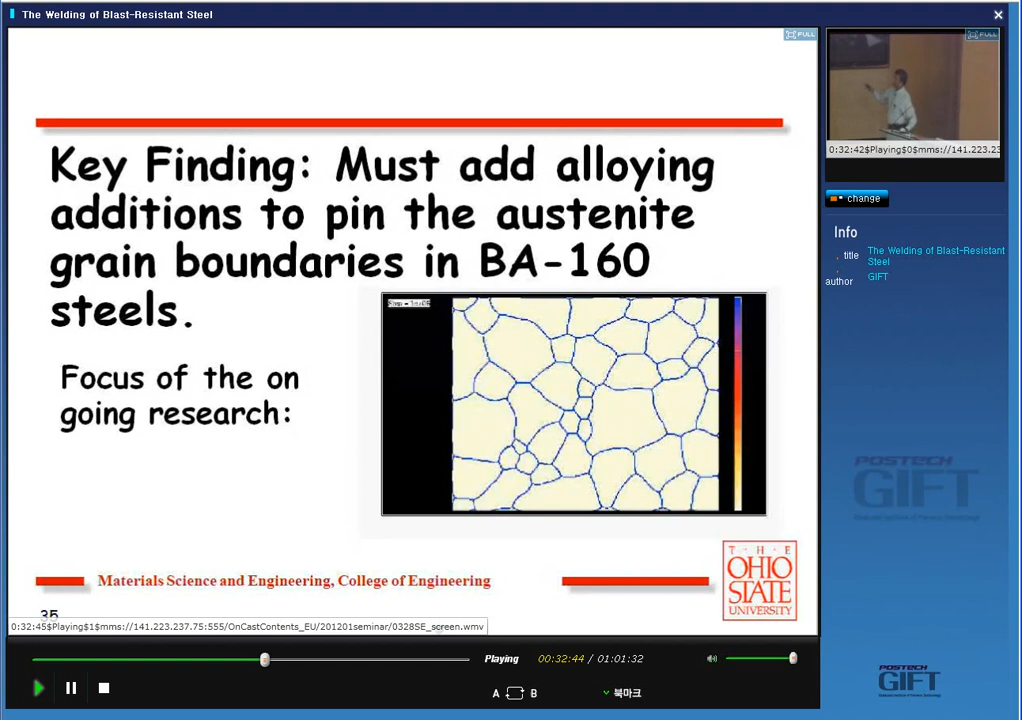 The Welding of Blast-Resistant Steel
FULL
FULL
Key Finding: Must add alloying
additions to pin the austenite
grain boundaries in BA-160
steels.
Focus of the on
going research:
T·H·E
OHIO
STATE
UNIVERSITY
Materials Science and Engineering, College of Engineering
35
0:32:45$Playing$1$mms://141.223.237.75:555/OnCastContents_EU/201201seminar/0328SE_screen.wmv
Playing
00:32:44 / 01:01:32
A B
북마크
0:32:42$Playing$0$mms://141.223.23
change
Info
title
The Welding of Blast-Resistant
Steel
author
GIFT
POSTECH
GIFT
POSTECH
GIFT